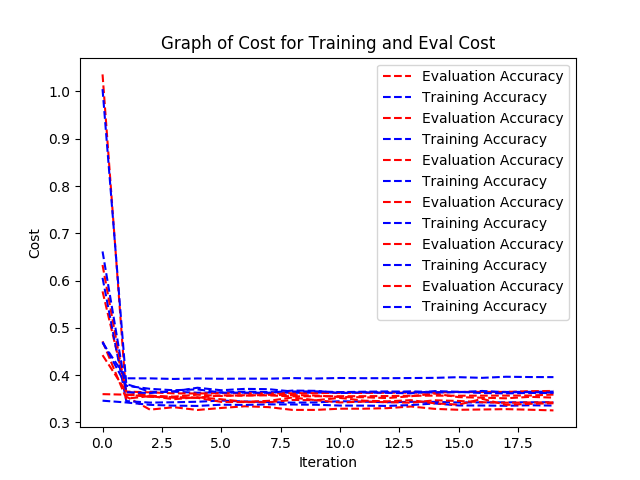 Graph of Cost for Training and Eval Cost
Evaluation Accuracy
Training Accuracy
Evaluation Accuracy
Training Accuracy
Evaluation Accuracy
Training Accuracy
Evaluation Accuracy
Training Accuracy
Evaluation Accuracy
Training Accuracy
Evaluation Accuracy
Training Accuracy
Cost
1.0
0.9
0.8
0.7
0.6
0.5
0.4
0.3
0.0 2.5 5.0 7.5 10.0 12.5 15.0 17.5
Iteration